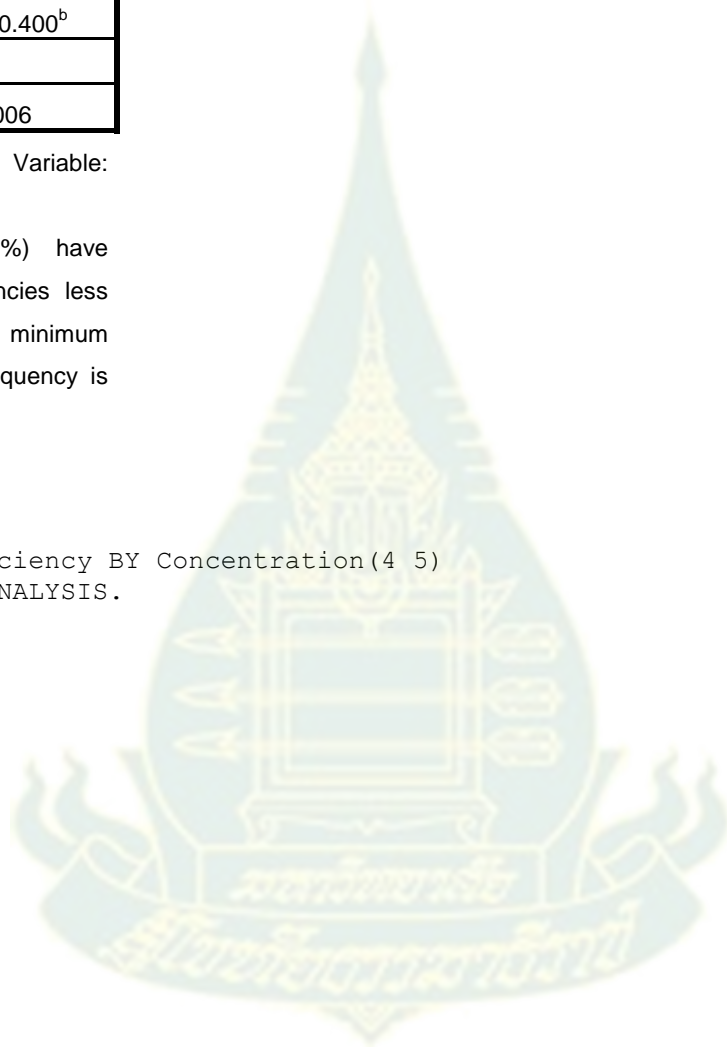 0.400ᵇ
006
Variable:
%) have
ncies less
minimum
quency is
ciency BY Concentration(4 5)
NALYSIS.